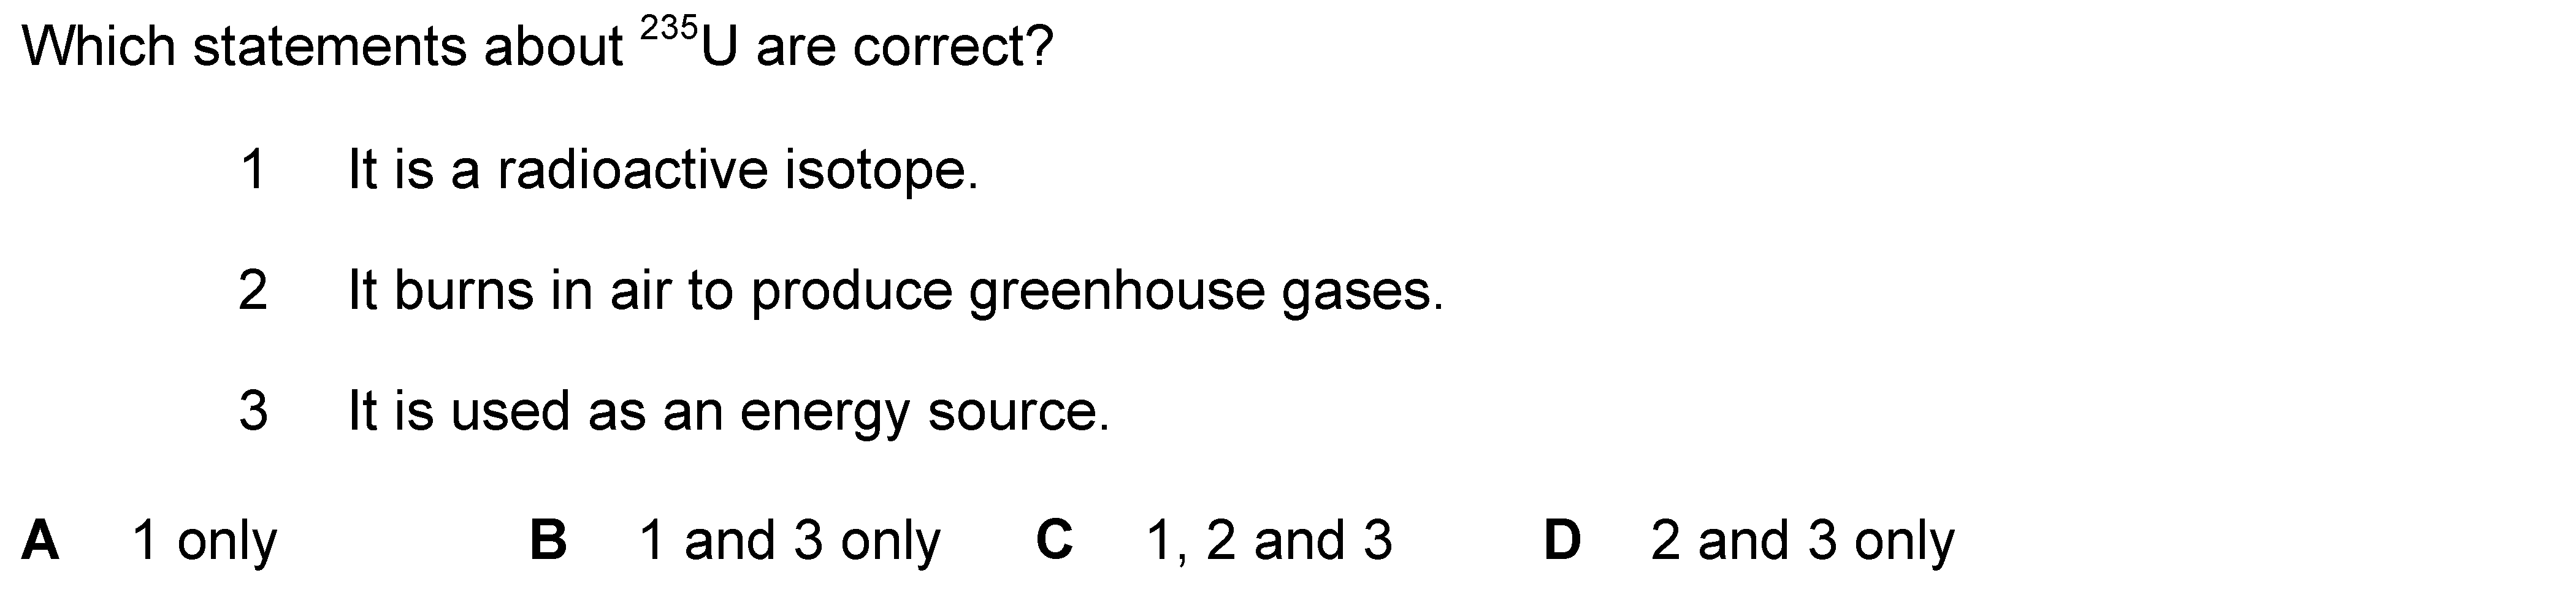 Which statements about ²³⁵U are correct?
1 It is a radioactive isotope.
2 It burns in air to produce greenhouse gases.
3 It is used as an energy source.
A 1 only B 1 and 3 only C 1, 2 and 3 D 2 and 3 only